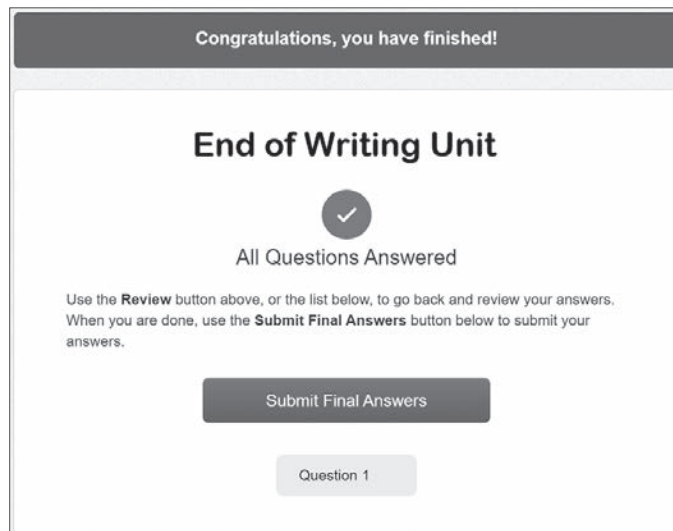 Congratulations, you have finished!
End of Writing Unit
All Questions Answered
Use the Review button above, or the list below, to go back and review your answers.
When you are done, use the Submit Final Answers button below to submit your
answers.
Submit Final Answers
Question 1